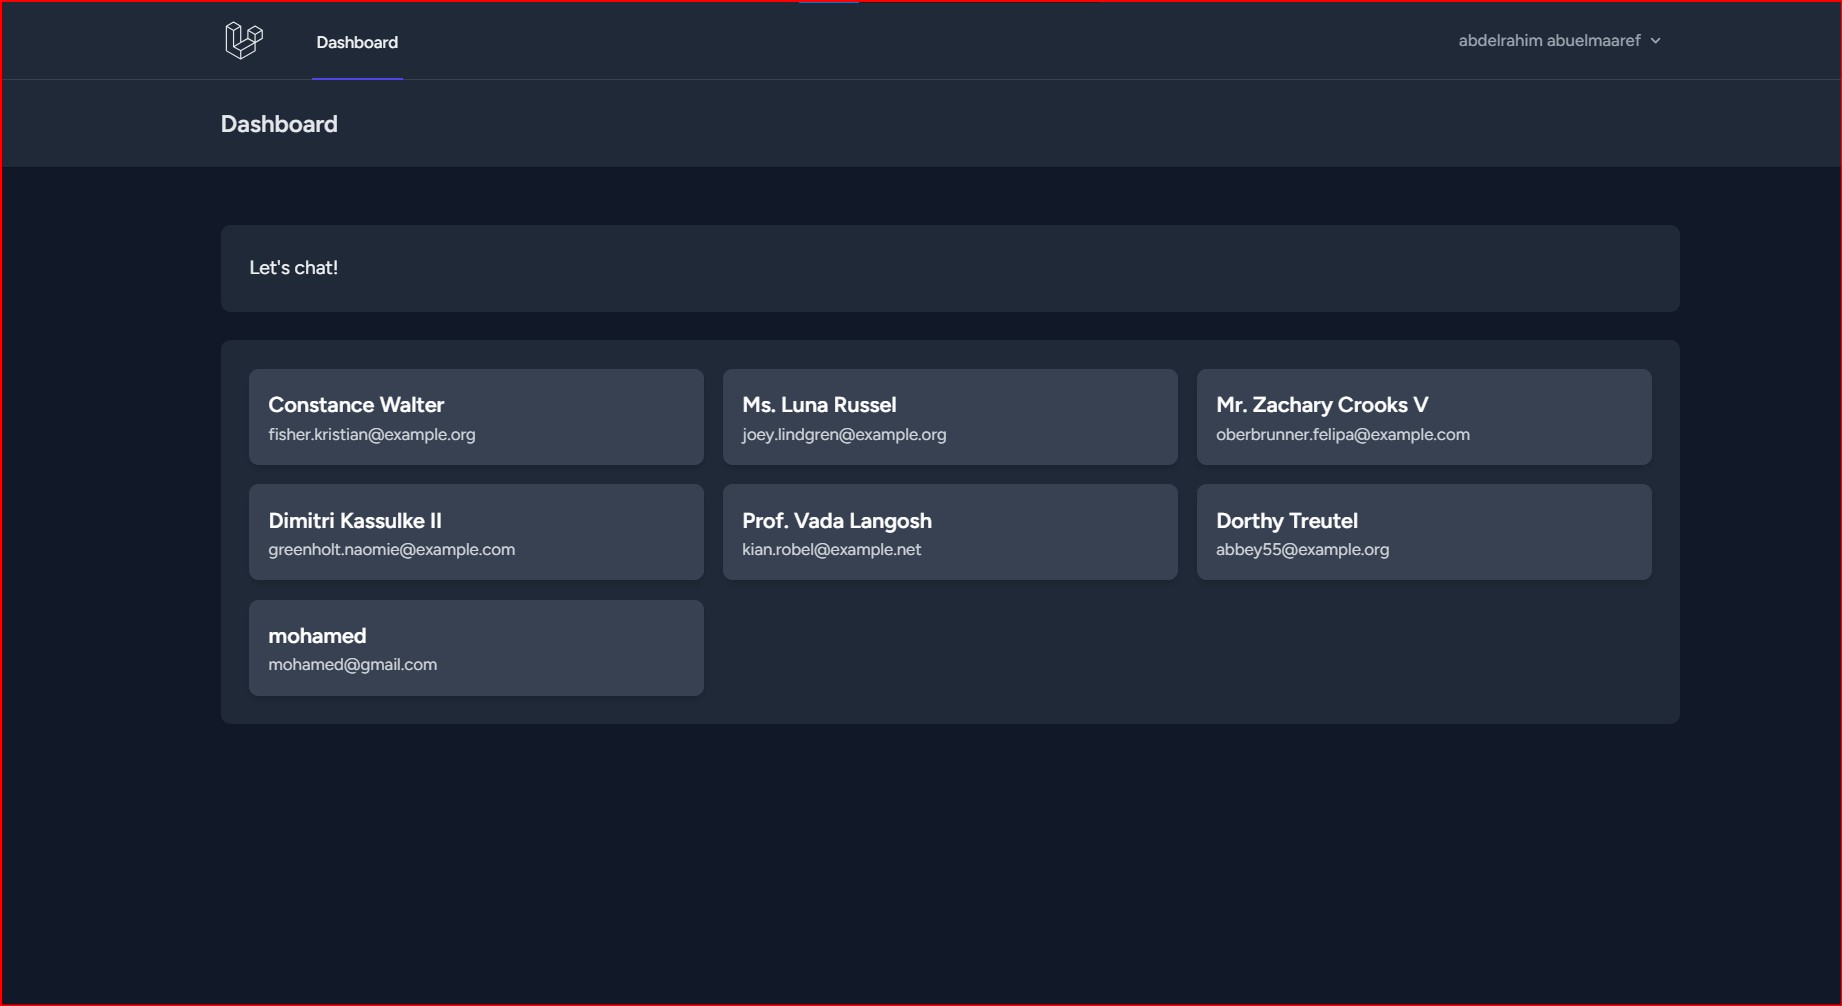 Dashboard
abdelrahim abuelmaaref
Dashboard
Let's chat!
Constance Walter
fisher.kristian@example.org
Ms. Luna Russel
joey.lindgren@example.org
Mr. Zachary Crooks V
oberbrunner.felipa@example.com
Dimitri Kassulke II
greenholt.naomie@example.com
Prof. Vada Langosh
kian.robel@example.net
Dorthy Treutel
abbey55@example.org
mohamed
mohamed@gmail.com